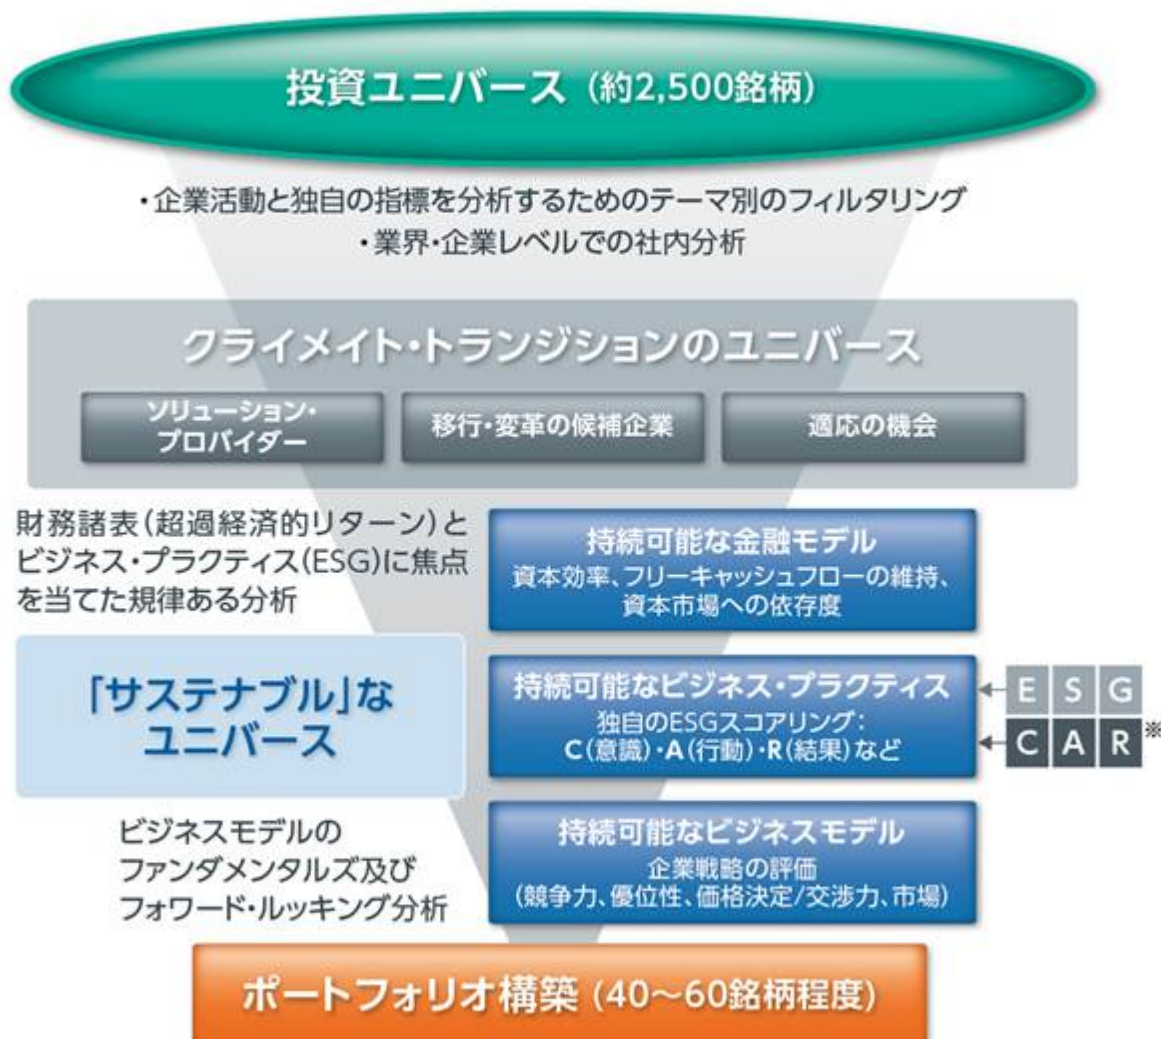 投資ユニバース (約2,500銘柄)
・企業活動と独自の指標を分析するためのテーマ別のフィルタリング
・業界・企業レベルでの社内分析
クライメイト・トランジションのユニバース
ソリューション・
プロバイダー
移行・変革の候補企業
適応の機会
財務諸表(超過経済的リターン)と
ビジネス・プラクティス(ESG)に焦点
を当てた規律ある分析
持続可能な金融モデル
資本効率、フリーキャッシュフローの維持、
資本市場への依存度
「サステナブル」な
ユニバース
持続可能なビジネス・プラクティス
独自のESGスコアリング:
C(意識)・A(行動)・R(結果)など
E S G
C A R ※
ビジネスモデルの
ファンダメンタルズ及び
フォワード・ルッキング分析
持続可能なビジネスモデル
企業戦略の評価
(競争力、優位性、価格決定/交渉力、市場)
ポートフォリオ構築 (40~60銘柄程度)